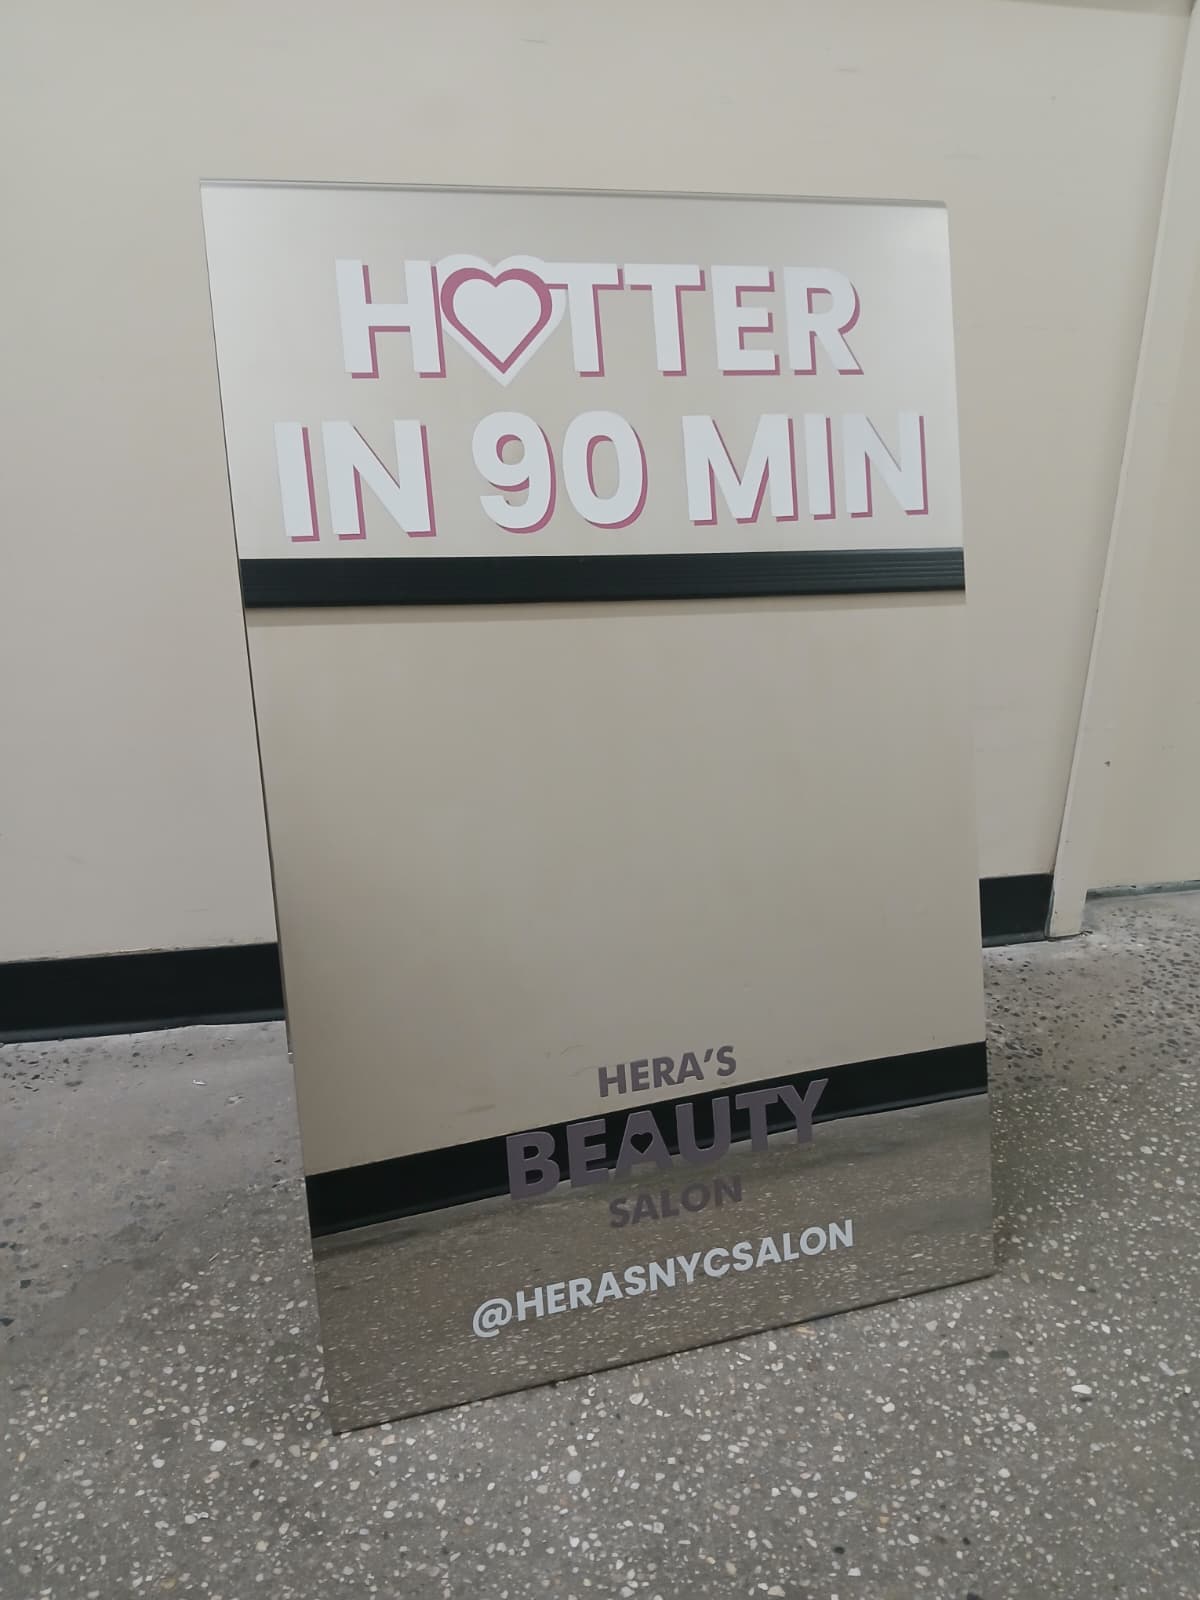 HOTTER
IN 90 MIN
HERA'S
BEAUTY
SALON
@HERASNYCSALON